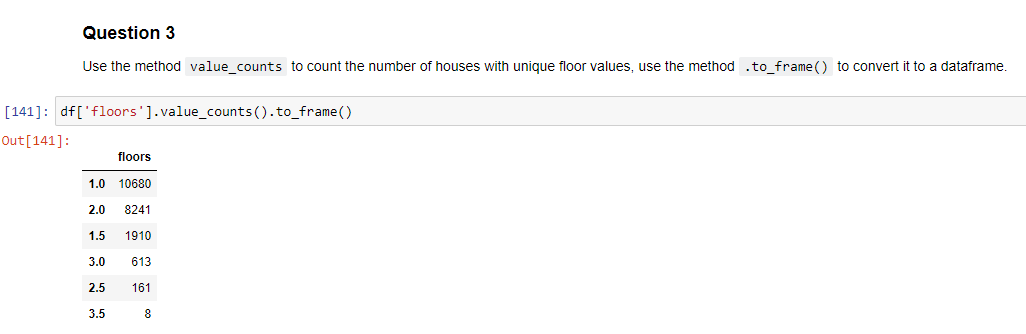 Question 3
Use the method value_counts to count the number of houses with unique floor values, use the method .to_frame() to convert it to a dataframe.
[141]: df['floors'].value_counts().to_frame()
Out[141]:
floors
1.0 10680
2.0 8241
1.5 1910
3.0 613
2.5 161
3.5 8